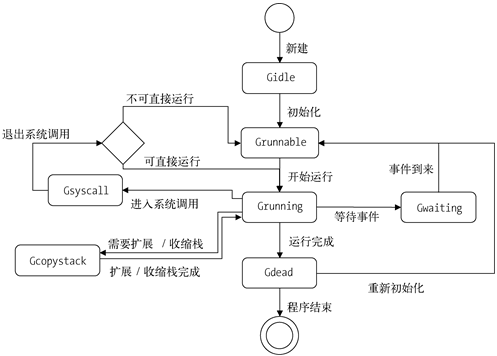 新建
Gidle
初始化
不可直接运行
退出系统调用
Grunnable
可直接运行
开始运行
事件到来
Gsyscall
进入系统调用
Grunning
等待事件
Gwaiting
需要扩展 / 收缩栈
运行完成
Gcopystack
扩展 / 收缩栈完成
Gdead
重新初始化
程序结束